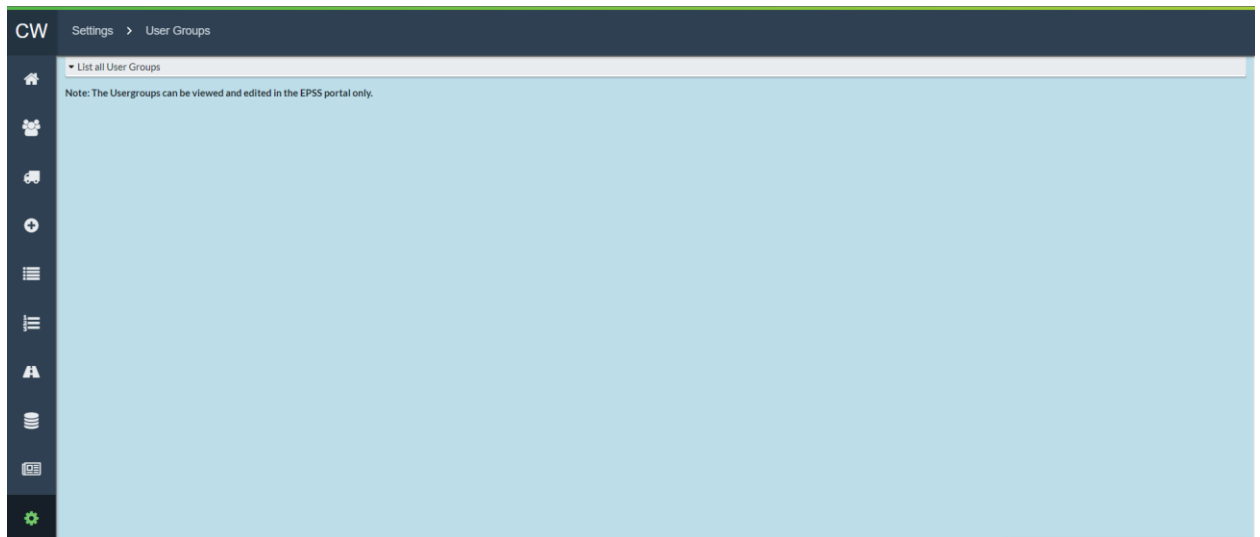 CW
Settings > User Groups
List all User Groups
Note: The Usergroups can be viewed and edited in the EPSS portal only.